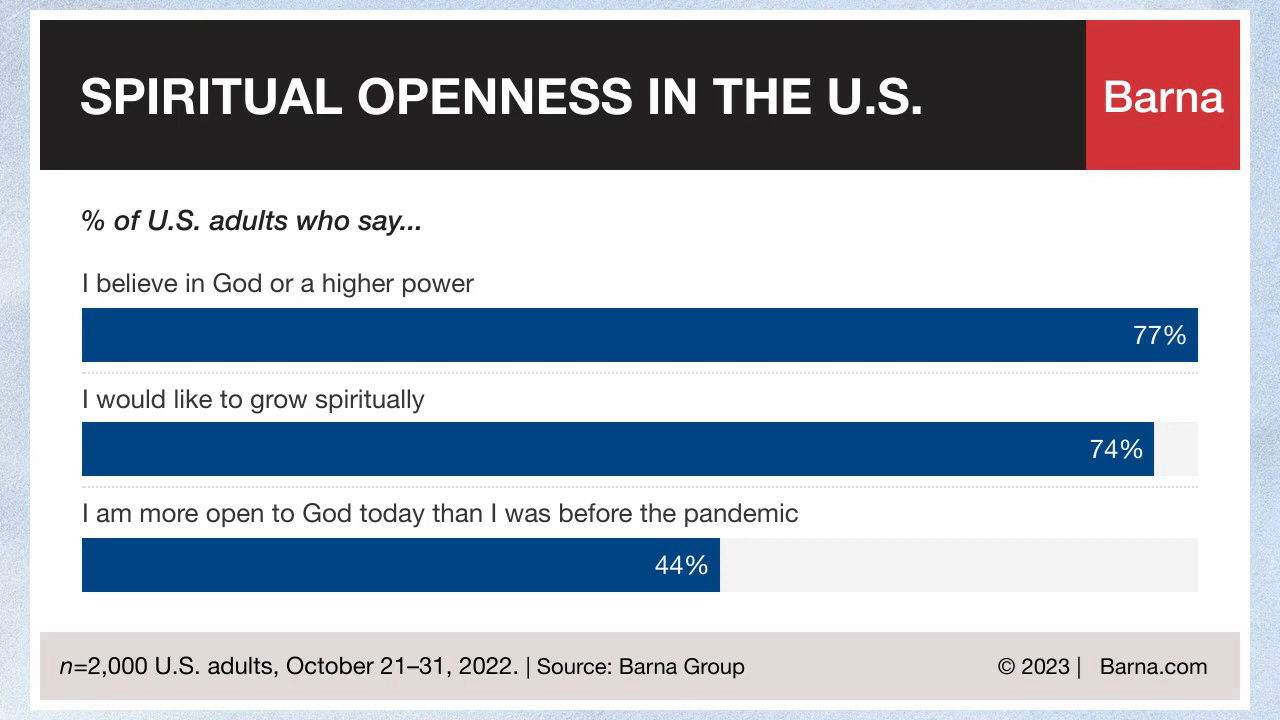 SPIRITUAL OPENNESS IN THE U.S.
Barna
% of U.S. adults who say...
I believe in God or a higher power
77%
I would like to grow spiritually
74%
I am more open to God today than I was before the pandemic
44%
n=2,000 U.S. adults, October 21–31, 2022. | Source: Barna Group
© 2023 | Barna.com